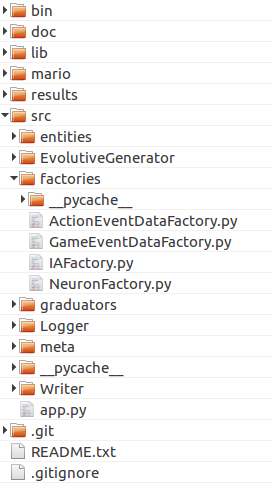 bin
doc
lib
mario
results
src
entities
EvolutiveGenerator
factories
__pycache__
ActionEventDataFactory.py
GameEventDataFactory.py
IAFactory.py
NeuronFactory.py
graduators
Logger
meta
__pycache__
Writer
app.py
.git
README.txt
.gitignore